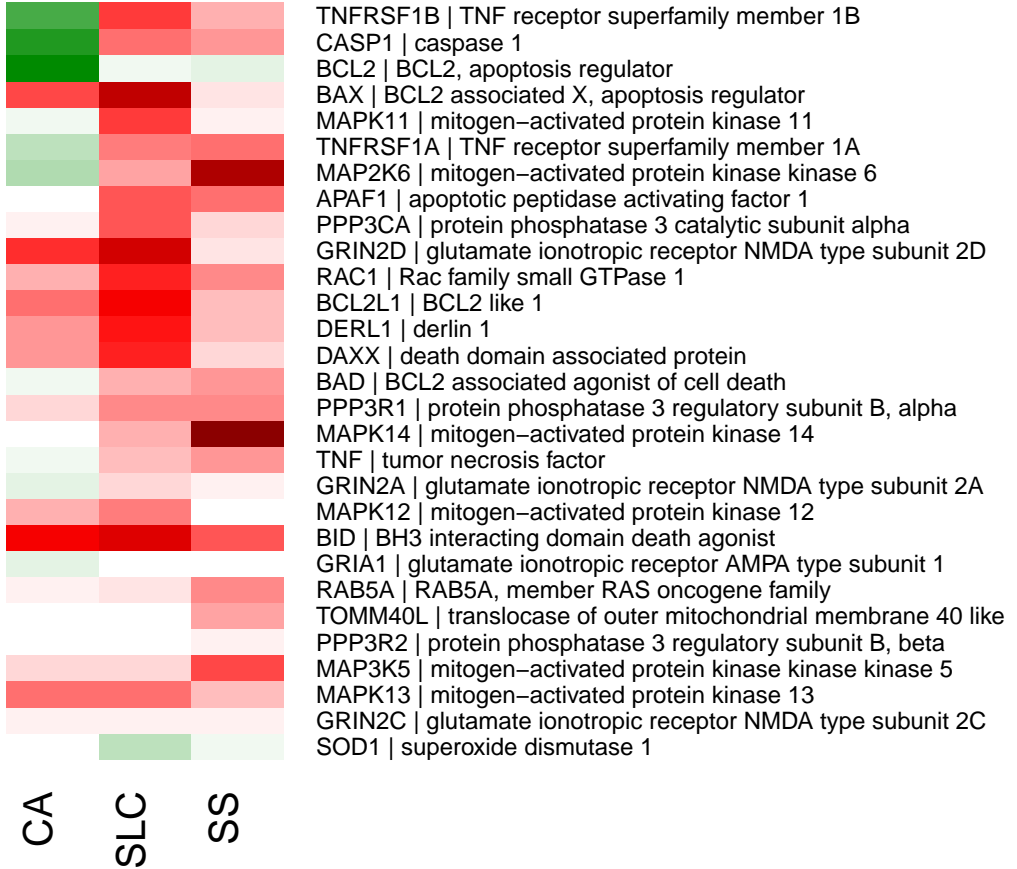 TNFRSF1B | TNF receptor superfamily member 1B
CASP1 | caspase 1
BCL2 | BCL2, apoptosis regulator
BAX | BCL2 associated X, apoptosis regulator
MAPK11 | mitogen−activated protein kinase 11
TNFRSF1A | TNF receptor superfamily member 1A
MAP2K6 | mitogen−activated protein kinase kinase 6
APAF1 | apoptotic peptidase activating factor 1
PPP3CA | protein phosphatase 3 catalytic subunit alpha
GRIN2D | glutamate ionotropic receptor NMDA type subunit 2D
RAC1 | Rac family small GTPase 1
BCL2L1 | BCL2 like 1
DERL1 | derlin 1
DAXX | death domain associated protein
BAD | BCL2 associated agonist of cell death
PPP3R1 | protein phosphatase 3 regulatory subunit B, alpha
MAPK14 | mitogen−activated protein kinase 14
TNF | tumor necrosis factor
GRIN2A | glutamate ionotropic receptor NMDA type subunit 2A
MAPK12 | mitogen−activated protein kinase 12
BID | BH3 interacting domain death agonist
GRIA1 | glutamate ionotropic receptor AMPA type subunit 1
RAB5A | RAB5A, member RAS oncogene family
TOMM40L | translocase of outer mitochondrial membrane 40 like
PPP3R2 | protein phosphatase 3 regulatory subunit B, beta
MAP3K5 | mitogen−activated protein kinase kinase kinase 5
MAPK13 | mitogen−activated protein kinase 13
GRIN2C | glutamate ionotropic receptor NMDA type subunit 2C
SOD1 | superoxide dismutase 1
CA
SLC
SS